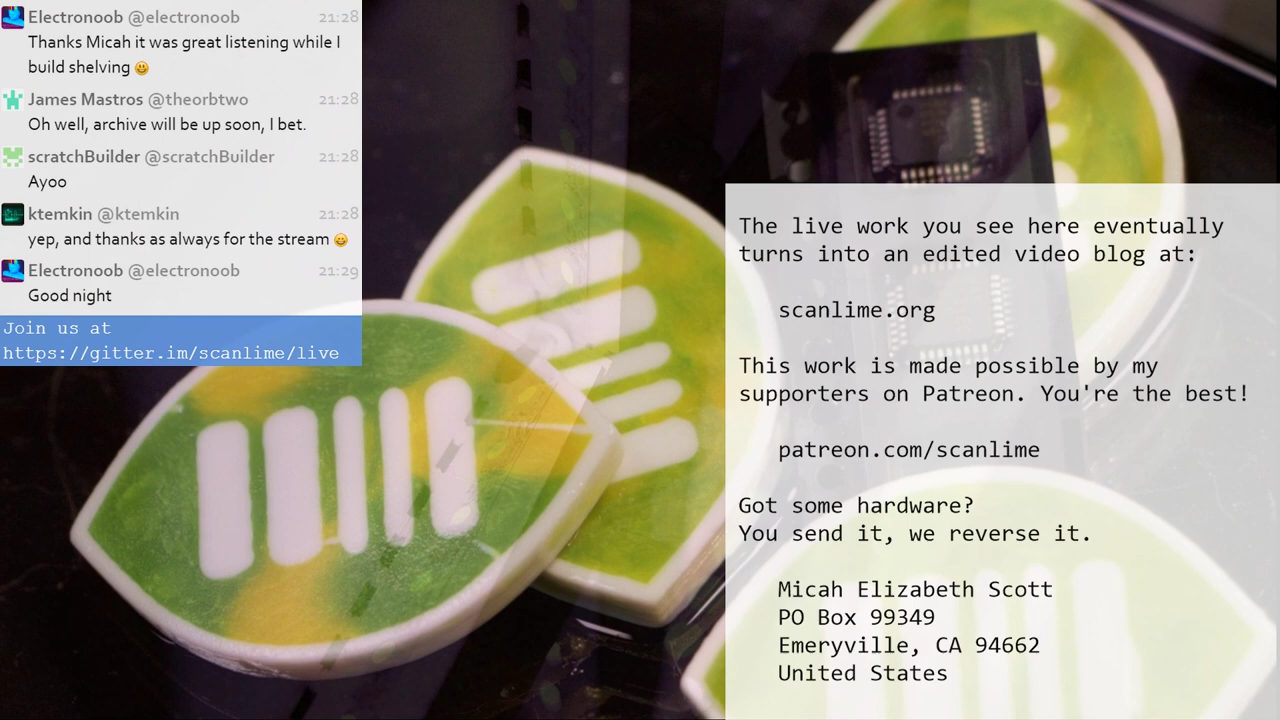 Electronoob @electronoob 21:28
Thanks Micah it was great listening while I
build shelving
James Mastros @theorbtwo 21:28
Oh well, archive will be up soon, I bet.
scratchBuilder @scratchBuilder 21:28
Ayoo
ktemkin @ktemkin 21:28
yep, and thanks as always for the stream
Electronoob @electronoob 21:29
Good night
Join us at
https://gitter.im/scanlime/live
The live work you see here eventually
turns into an edited video blog at:
scanlime.org
This work is made possible by my
supporters on Patreon. You're the best!
patreon.com/scanlime
Got some hardware?
You send it, we reverse it.
Micah Elizabeth Scott
PO Box 99349
Emeryville, CA 94662
United States